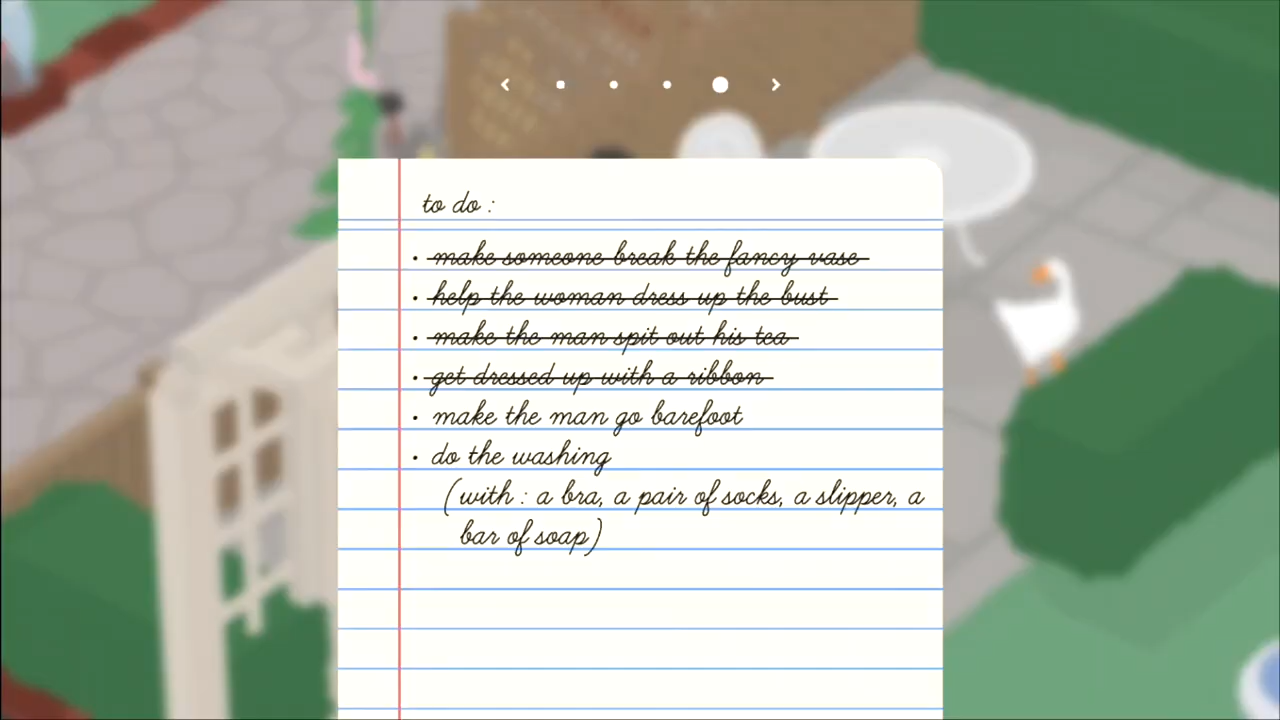 to do :
• make someone break the fancy vase
• help the woman dress up the bust
• make the man spit out his tea
• get dressed up with a ribbon
• make the man go barefoot
• do the washing
(with : a bra, a pair of socks, a slipper, a
bar of soap)